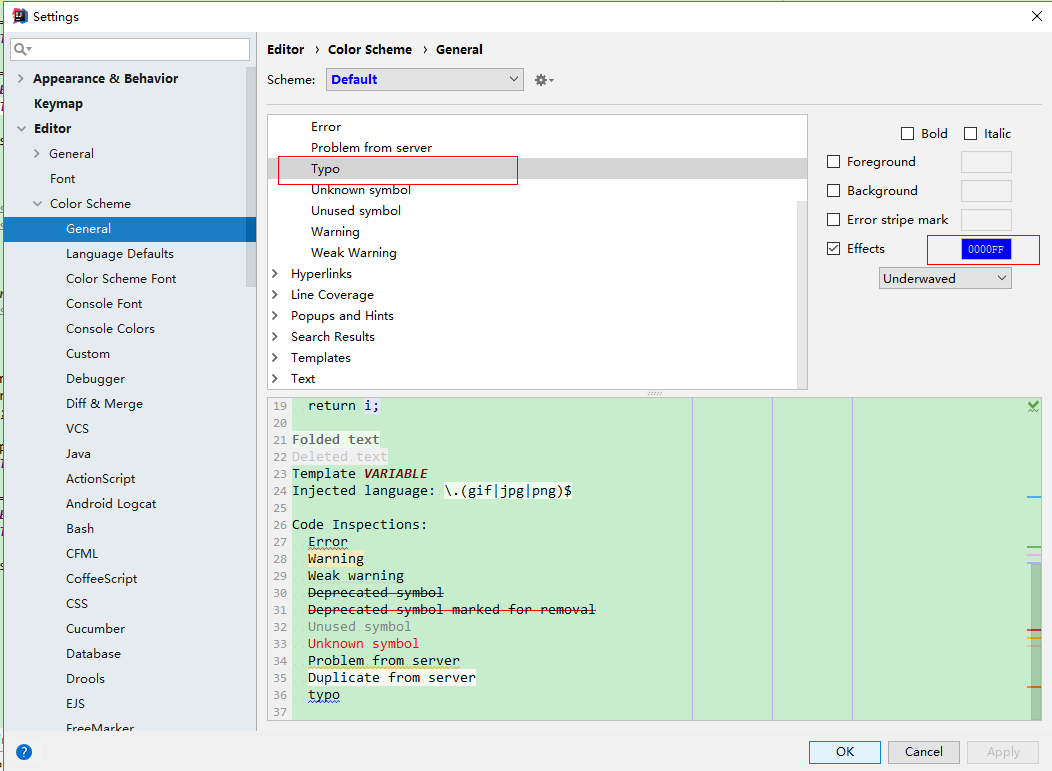 Settings
Editor › Color Scheme › General
Scheme: Default
Appearance & Behavior
Keymap
Editor
General
Font
Color Scheme
General
Language Defaults
Color Scheme Font
Console Font
Console Colors
Custom
Debugger
Diff & Merge
VCS
Java
ActionScript
Android Logcat
Bash
CFML
CoffeeScript
CSS
Cucumber
Database
Drools
EJS
FreeMarker
Error
Problem from server
Typo
Unknown symbol
Unused symbol
Warning
Weak Warning
Hyperlinks
Line Coverage
Popups and Hints
Search Results
Templates
Text
Bold Italic
Foreground
Background
Error stripe mark
Effects 0000FF
Underwaved
19 return i;
20
21 Folded text
22 Deleted text
23 Template VARIABLE
24 Injected language: \.(gif|jpg|png)$
25
26 Code Inspections:
27 Error
28 Warning
29 Weak warning
30 Deprecated symbol
31 Deprecated symbol marked for removal
32 Unused symbol
33 Unknown symbol
34 Problem from server
35 Duplicate from server
36 typo
37
?
OK Cancel Apply